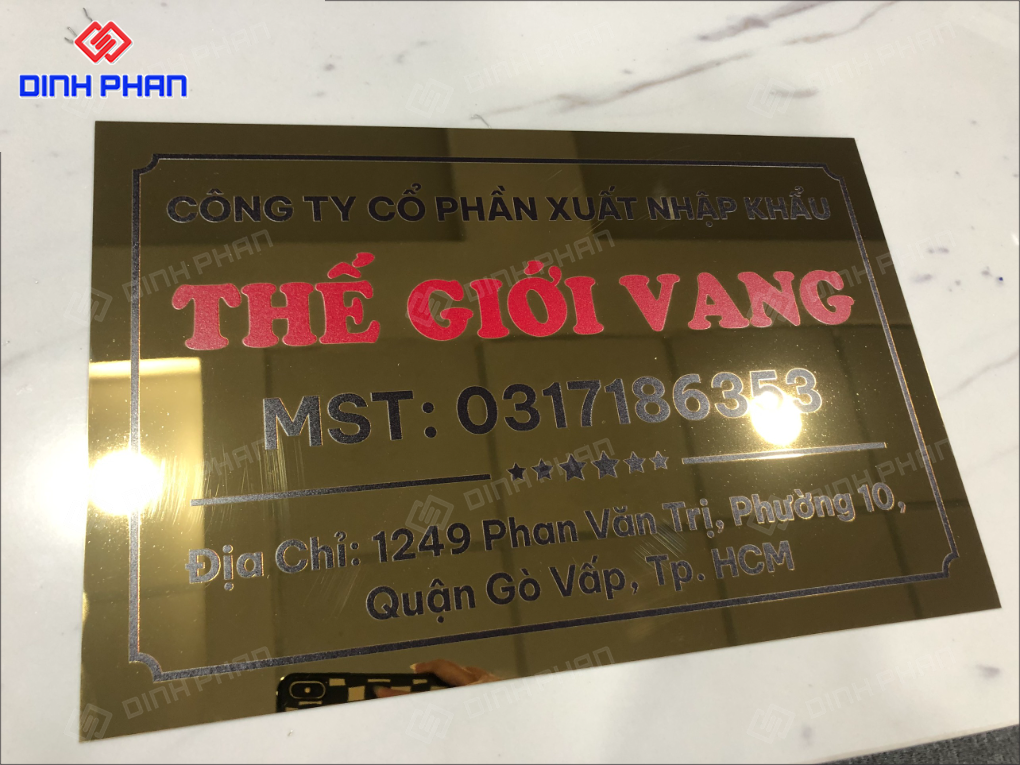 DINH PHAN
CÔNG TY CỔ PHẦN XUẤT NHẬP KHẨU
THẾ GIỚI VANG
MST: 0317186353
Địa Chỉ: 1249 Phan Văn Trị, Phường 10,
Quận Gò Vấp, Tp. HCM